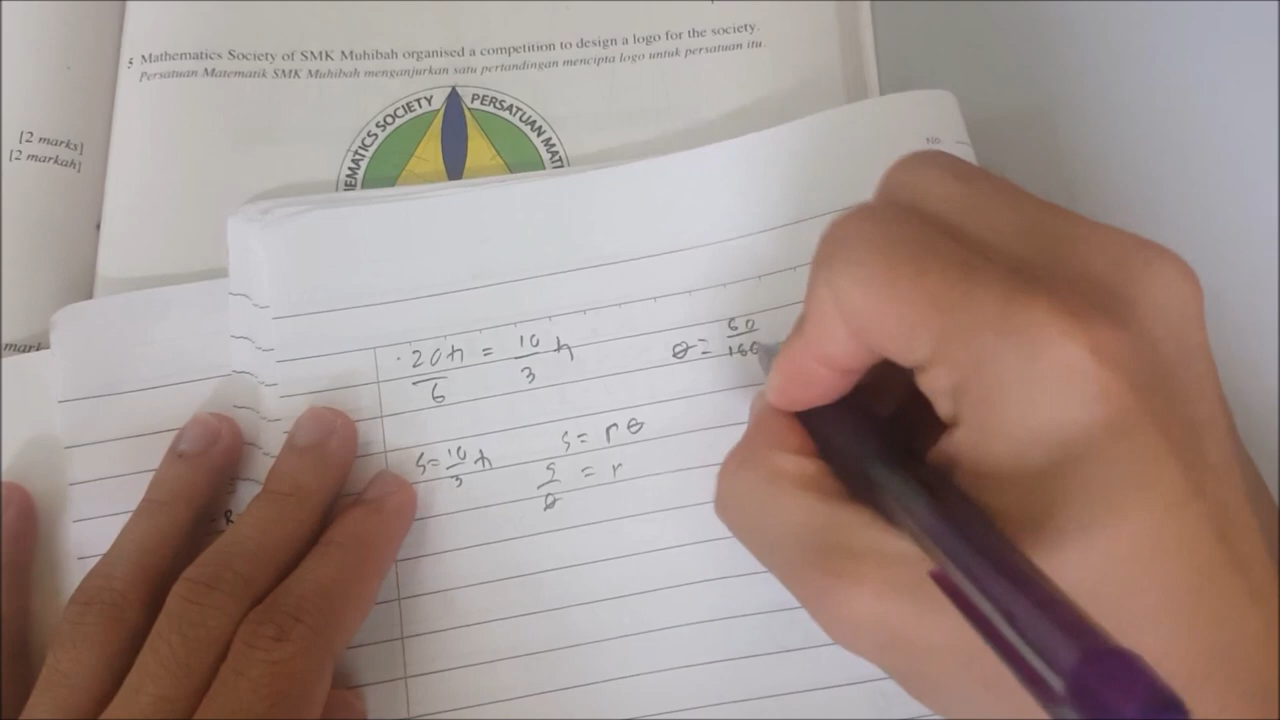 5 Mathematics Society of SMK Muhibah organised a competition to design a logo for the society.
Persatuan Matematik SMK Muhibah menganjurkan satu pertandingan mencipta logo untuk persatuan itu.
[2 marks]
[2 markah]
EMATICS SOCIETY PERSATUAN MAT
No.
20π/6 = 10/3 π
θ = 60/180
S = 10/3 π
S = rθ
S/θ = r